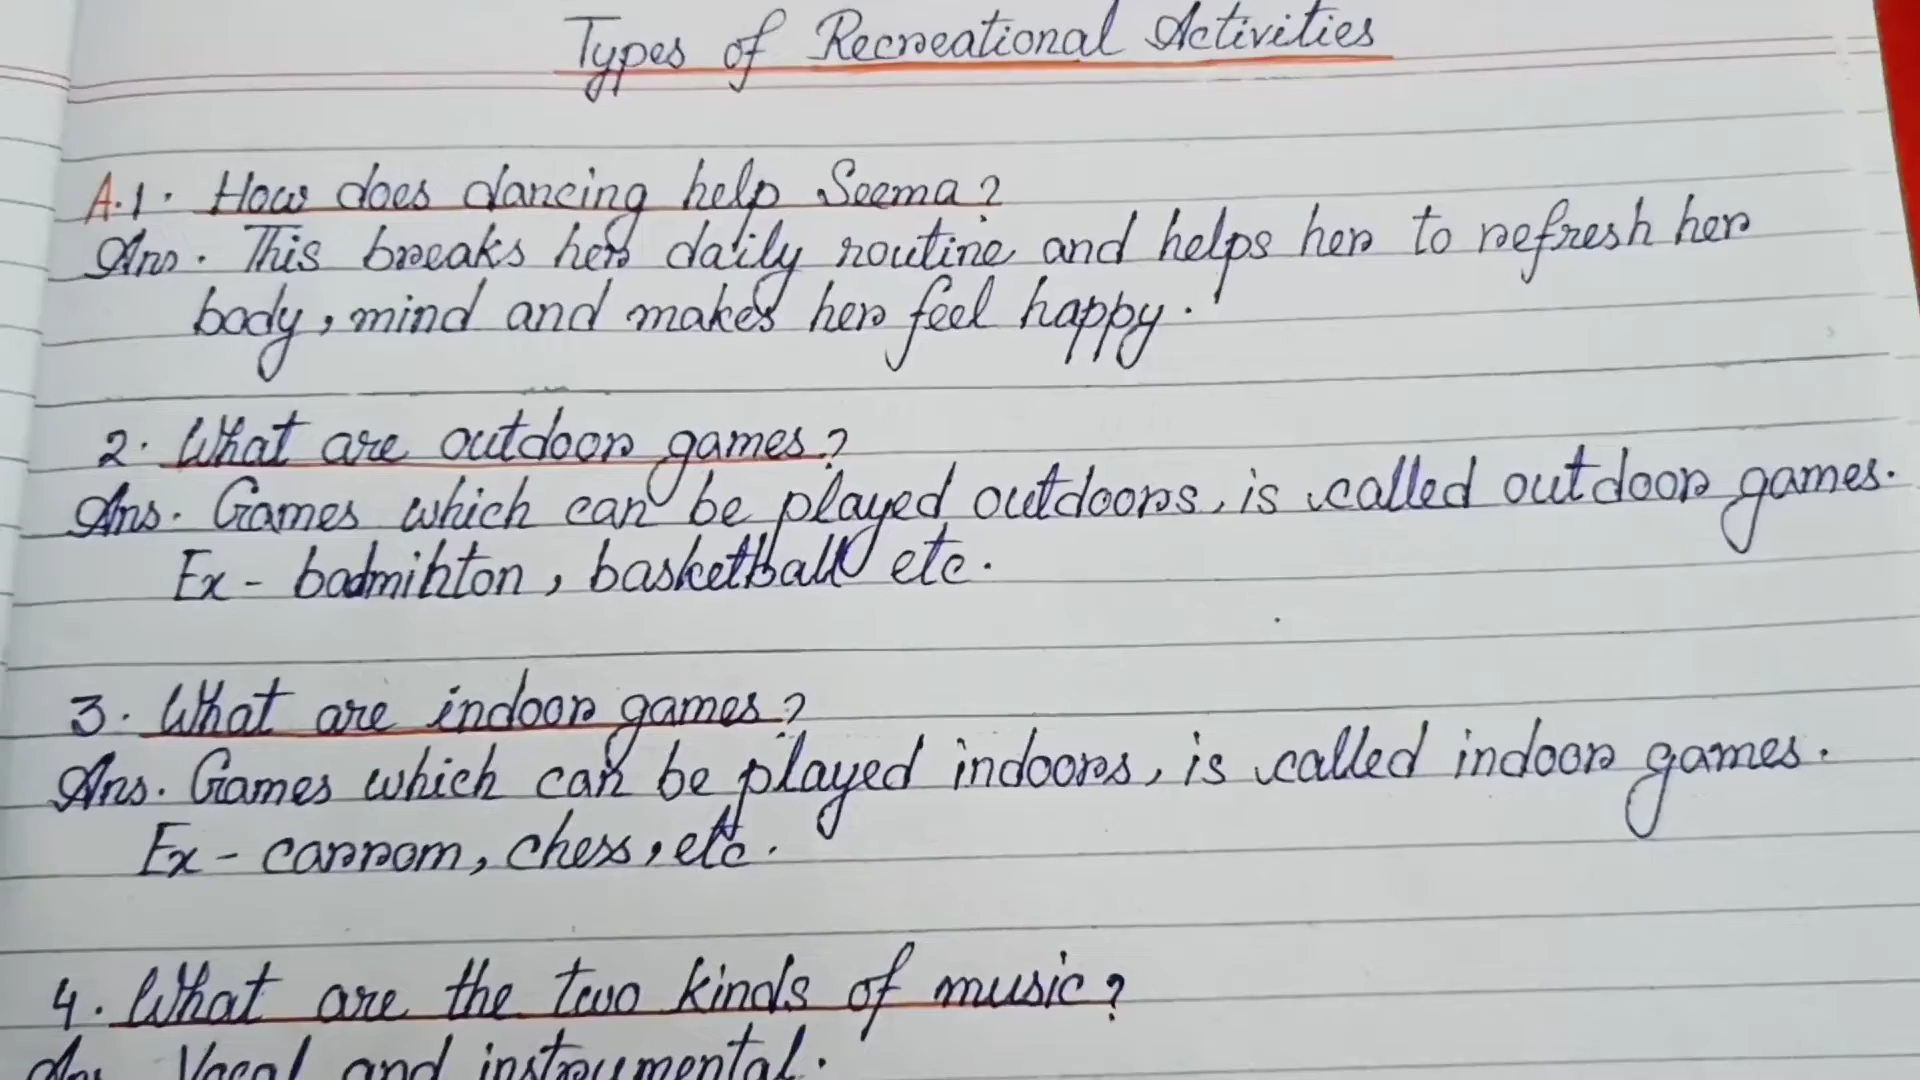 Types of Recreational Activities
A.1. How does dancing help Seema?
Ans. This breaks her daily routine and helps her to refresh her
body, mind and makes her feel happy.
2. What are outdoor games?
Ans. Games which can be played outdoors, is called outdoor games.
Ex - badminton, basketball etc.
3. What are indoor games?
Ans. Games which can be played indoors, is called indoor games.
Ex - carrom, chess, etc.
4. What are the two kinds of music?
Ans. Vocal and instrumental.